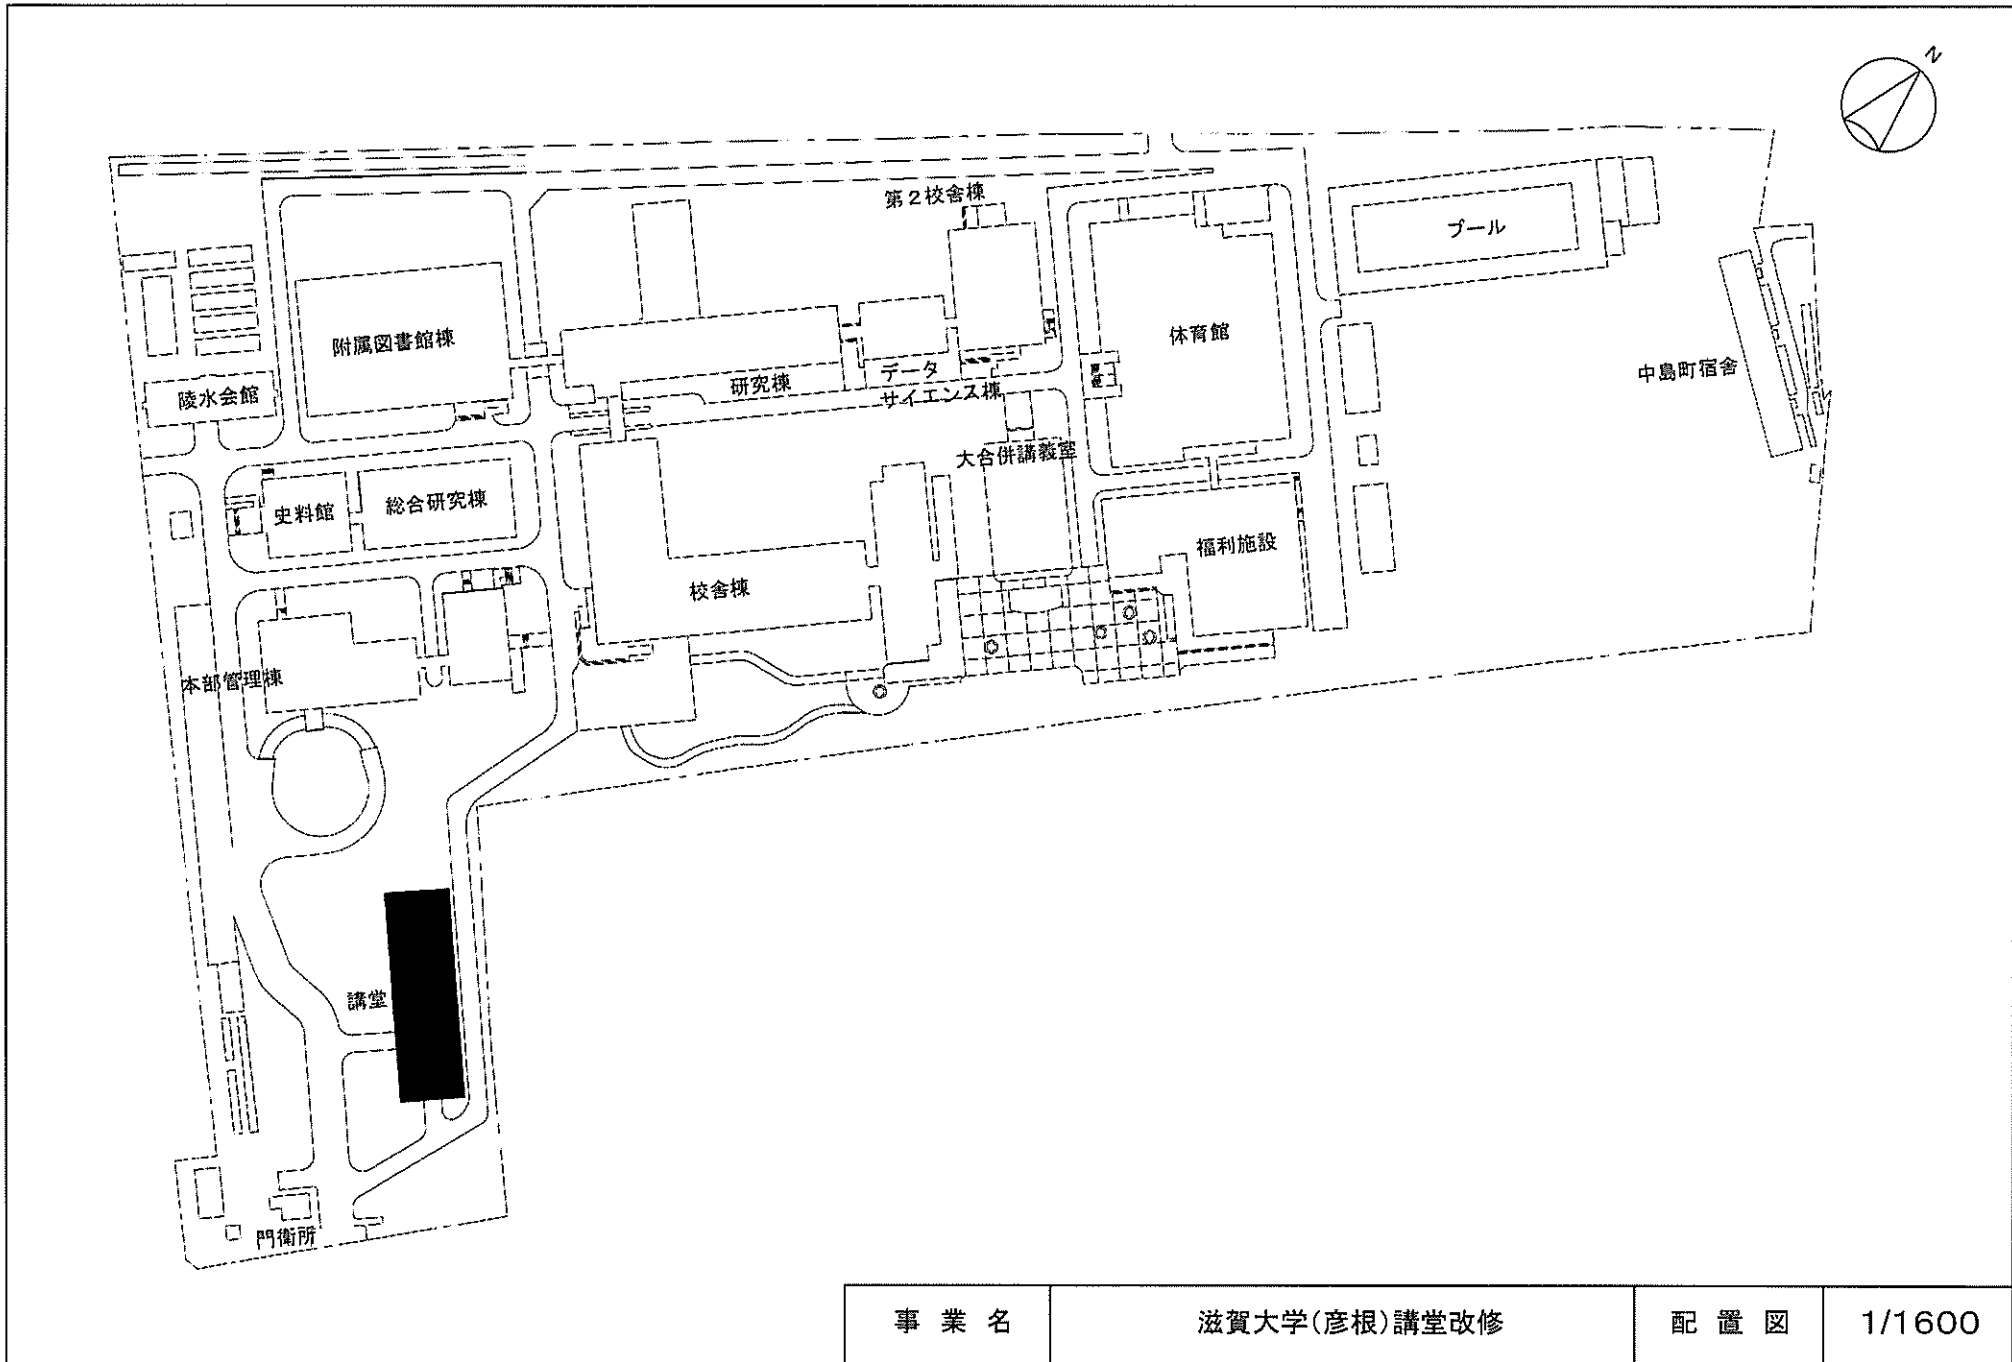 N
第2校舎棟
プール
附属図書館棟
体育館
陵水会館
研究棟
データ
サイエンス棟
中島町宿舎
大合併講義室
史料館
総合研究棟
福利施設
校舎棟
本部管理棟
講堂
門衛所
事業名
滋賀大学(彦根)講堂改修
配置図
1/1600